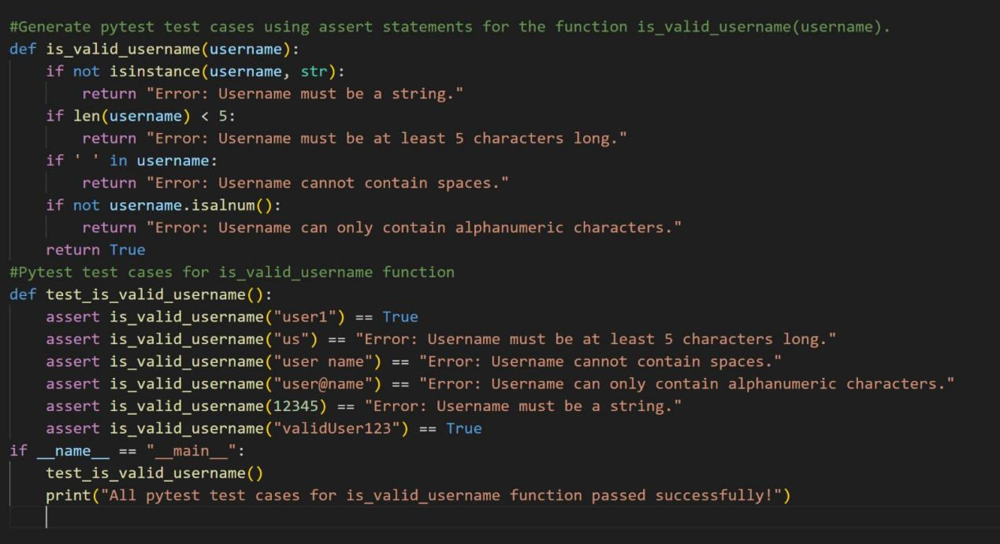 #Generate pytest test cases using assert statements for the function is_valid_username(username).
def is_valid_username(username):
    if not isinstance(username, str):
        return "Error: Username must be a string."
    if len(username) < 5:
        return "Error: Username must be at least 5 characters long."
    if ' ' in username:
        return "Error: Username cannot contain spaces."
    if not username.isalnum():
        return "Error: Username can only contain alphanumeric characters."
    return True
#Pytest test cases for is_valid_username function
def test_is_valid_username():
    assert is_valid_username("user1") == True
    assert is_valid_username("us") == "Error: Username must be at least 5 characters long."
    assert is_valid_username("user name") == "Error: Username cannot contain spaces."
    assert is_valid_username("user@name") == "Error: Username can only contain alphanumeric characters."
    assert is_valid_username(12345) == "Error: Username must be a string."
    assert is_valid_username("validUser123") == True
if __name__ == "__main__":
    test_is_valid_username()
    print("All pytest test cases for is_valid_username function passed successfully!")